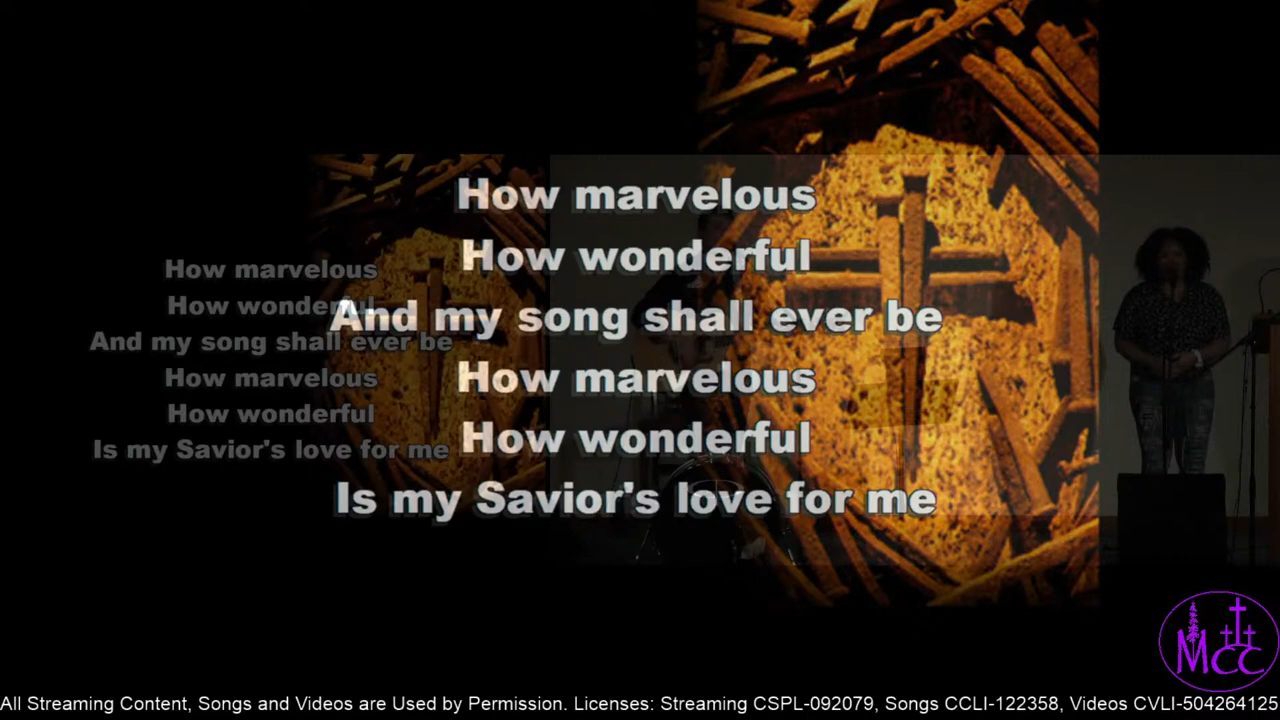 How marvelous
How wonderful
And my song shall ever be
How marvelous
How wonderful
Is my Savior's love for me
How marvelous
How wonderful
And my song shall ever be
How marvelous
How wonderful
Is my Savior's love for me
MCC
All Streaming Content, Songs and Videos are Used by Permission. Licenses: Streaming CSPL-092079, Songs CCLI-122358, Videos CVLI-504264125